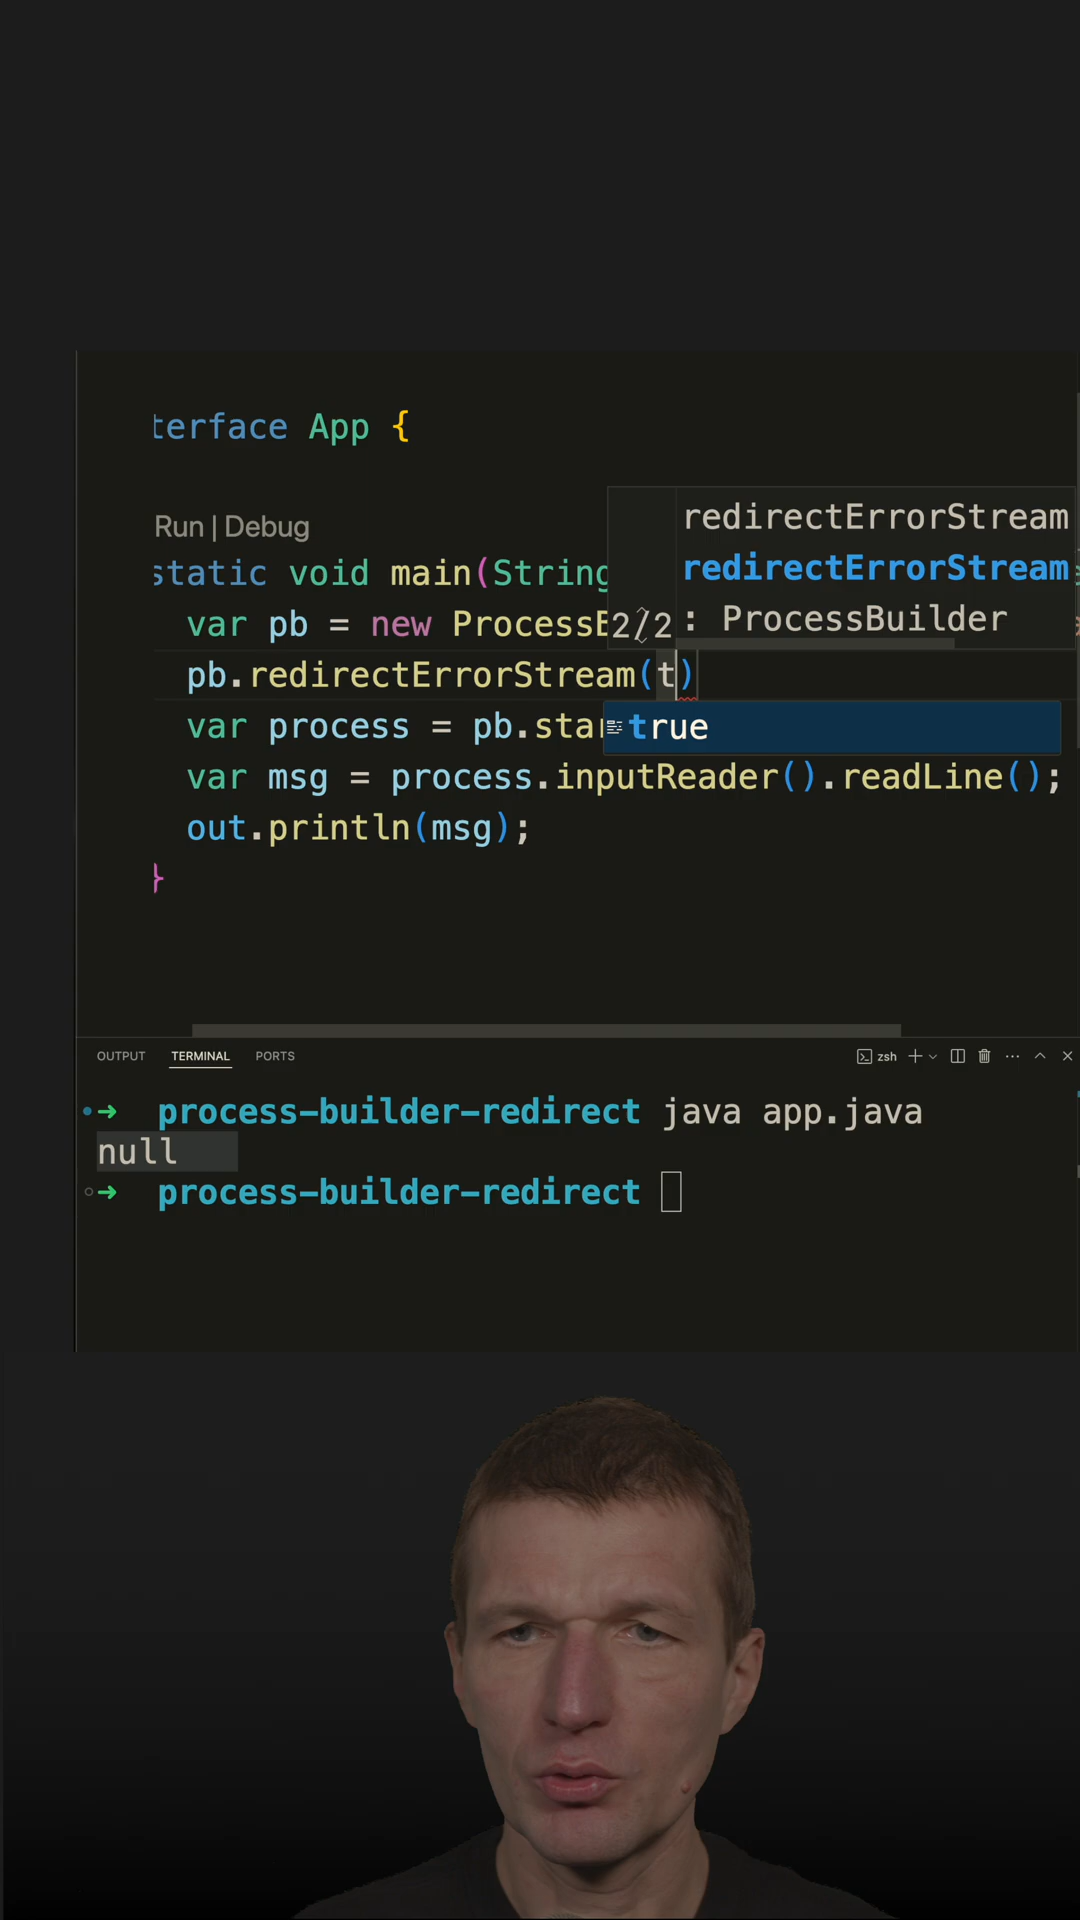 terface App {
Run | Debug
redirectErrorStream
static void main(String
redirectErrorStream
var pb = new ProcessB
2/2 : ProcessBuilder
pb.redirectErrorStream(t)
var process = pb.sta
true
var msg = process.inputReader().readLine();
out.println(msg);
}
OUTPUT TERMINAL PORTS zsh
process-builder-redirect java app.java
null
process-builder-redirect